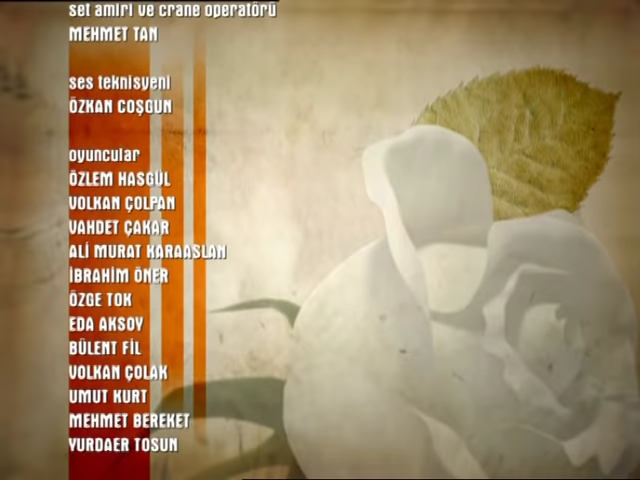 set amiri ve crane operatörü
MEHMET TAN
ses teknisyeni
ÖZKAN COŞGUN
oyuncular
ÖZLEM HASGÜL
VOLKAN ÇOLPAN
VAHDET ÇAKAR
ALİ MURAT KARAASLAN
İBRAHİM ÖNER
ÖZGE TOK
EDA AKSOY
BÜLENT FİL
VOLKAN ÇOLAK
UMUT KURT
MEHMET BEREKET
YURDAER TOSUN